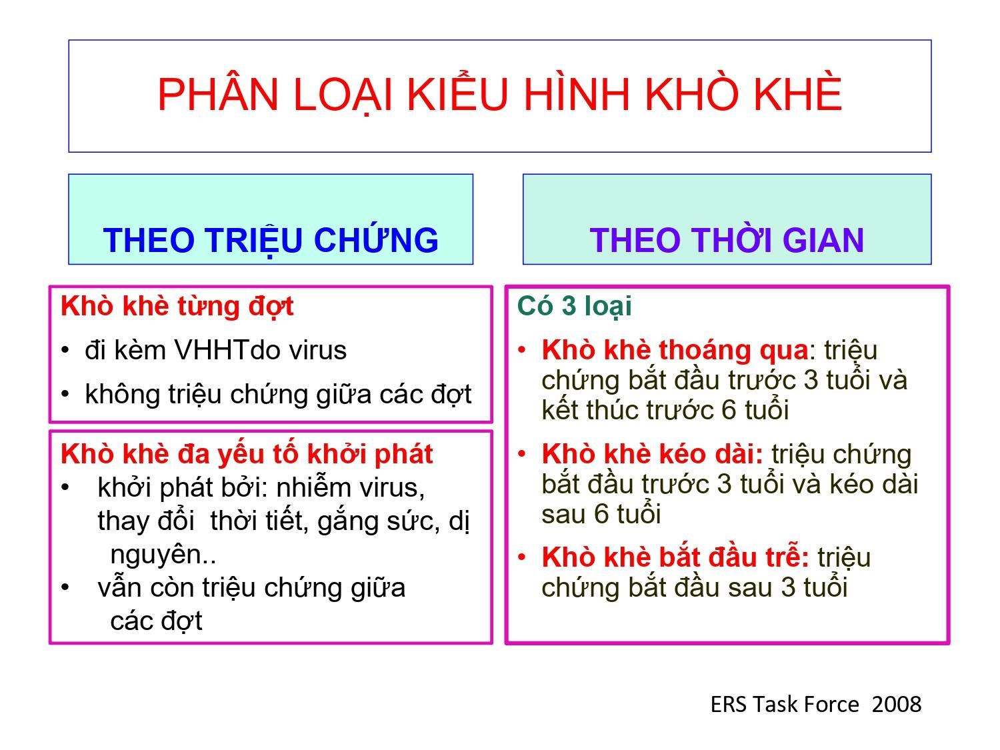 PHÂN LOẠI KIỂU HÌNH KHÒ KHÈ
THEO TRIỆU CHỨNG
Khò khè từng đợt
• đi kèm VHHTdo virus
• không triệu chứng giữa các đợt
Khò khè đa yếu tố khởi phát
• khởi phát bởi: nhiễm virus,
thay đổi thời tiết, gắng sức, dị
nguyên..
• vẫn còn triệu chứng giữa
các đợt
THEO THỜI GIAN
Có 3 loại
• Khò khè thoáng qua: triệu
chứng bắt đầu trước 3 tuổi và
kết thúc trước 6 tuổi
• Khò khè kéo dài: triệu chứng
bắt đầu trước 3 tuổi và kéo dài
sau 6 tuổi
• Khò khè bắt đầu trễ: triệu
chứng bắt đầu sau 3 tuổi
ERS Task Force 2008